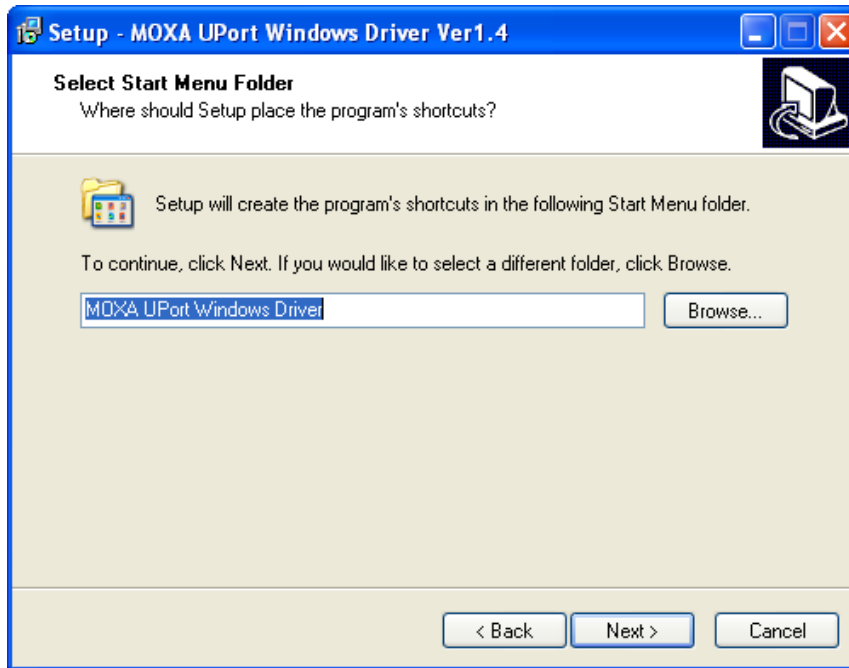 Setup - MOXA UPort Windows Driver Ver1.4
Select Start Menu Folder
Where should Setup place the program's shortcuts?
Setup will create the program's shortcuts in the following Start Menu folder.
To continue, click Next. If you would like to select a different folder, click Browse.
MOXA UPort Windows Driver
Browse...
< Back
Next >
Cancel